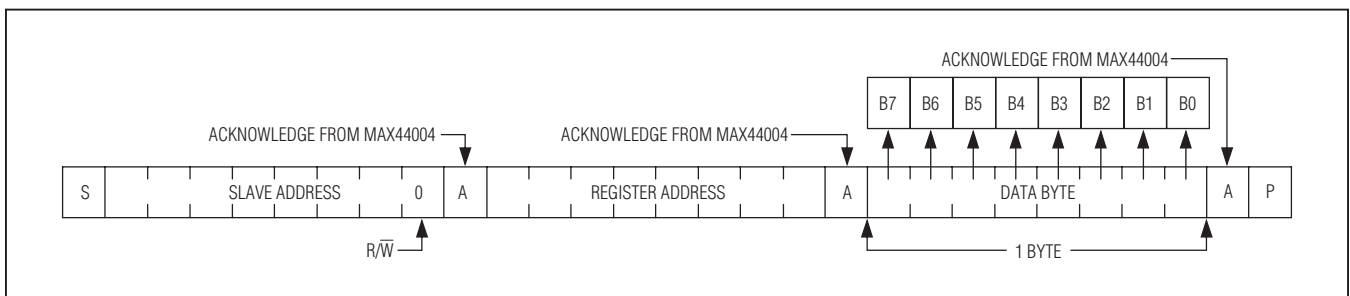 ACKNOWLEDGE FROM MAX44004
B7 B6 B5 B4 B3 B2 B1 B0
ACKNOWLEDGE FROM MAX44004 ACKNOWLEDGE FROM MAX44004
S SLAVE ADDRESS 0 A REGISTER ADDRESS A DATA BYTE A P
R/W̅ 1 BYTE